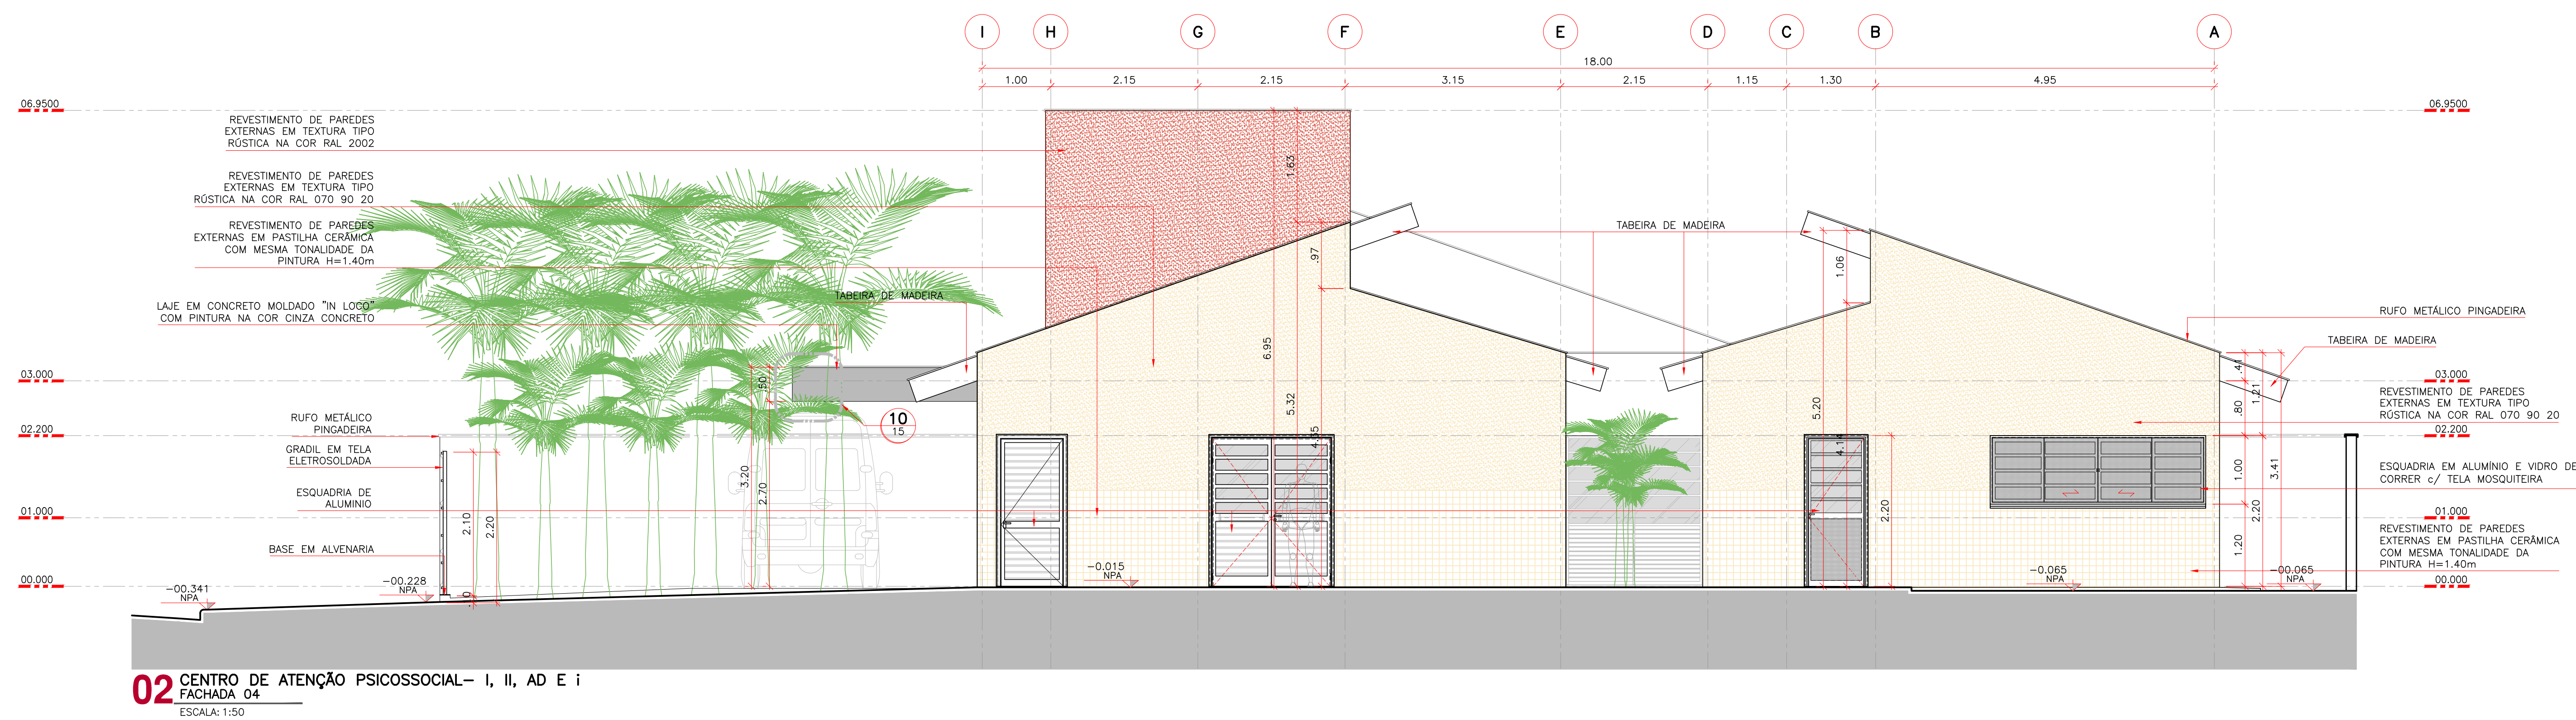 I H G F E D C B A
18.00
1.00 2.15 2.15 3.15 2.15 1.15 1.30 4.95
06.9500
06.9500
REVESTIMENTO DE PAREDES
EXTERNAS EM TEXTURA TIPO
RÚSTICA NA COR RAL 2002
REVESTIMENTO DE PAREDES
EXTERNAS EM TEXTURA TIPO
RÚSTICA NA COR RAL 070 90 20
REVESTIMENTO DE PAREDES
EXTERNAS EM PASTILHA CERÂMICA
COM MESMA TONALIDADE DA
PINTURA H=1.40m
LAJE EM CONCRETO MOLDADO "IN LOCO"
COM PINTURA NA COR CINZA CONCRETO
TABEIRA DE MADEIRA
TABEIRA DE MADEIRA
1.63
.97
6.95
5.32
4.35
1.06
5.20
4.14
RUFO METÁLICO PINGADEIRA
TABEIRA DE MADEIRA
03.000
03.000
REVESTIMENTO DE PAREDES
EXTERNAS EM TEXTURA TIPO
RÚSTICA NA COR RAL 070 90 20
02.200
02.200
RUFO METÁLICO
PINGADEIRA
GRADIL EM TELA
ELETROSOLDADA
ESQUADRIA DE
ALUMINIO
01.000
01.000
BASE EM ALVENARIA
00.000
00.000
10
15
.50
3.20
2.70
2.10
2.20
.10
2.20
.44
.80
1.21
1.00
3.41
2.20
1.20
ESQUADRIA EM ALUMÍNIO E VIDRO DE
CORRER c/ TELA MOSQUITEIRA
REVESTIMENTO DE PAREDES
EXTERNAS EM PASTILHA CERÂMICA
COM MESMA TONALIDADE DA
PINTURA H=1.40m
-00.341
NPA
-00.228
NPA
-0.015
NPA
-0.065
NPA
-00.065
NPA
02 CENTRO DE ATENÇÃO PSICOSSOCIAL- I, II, AD E i
FACHADA 04
ESCALA: 1:50